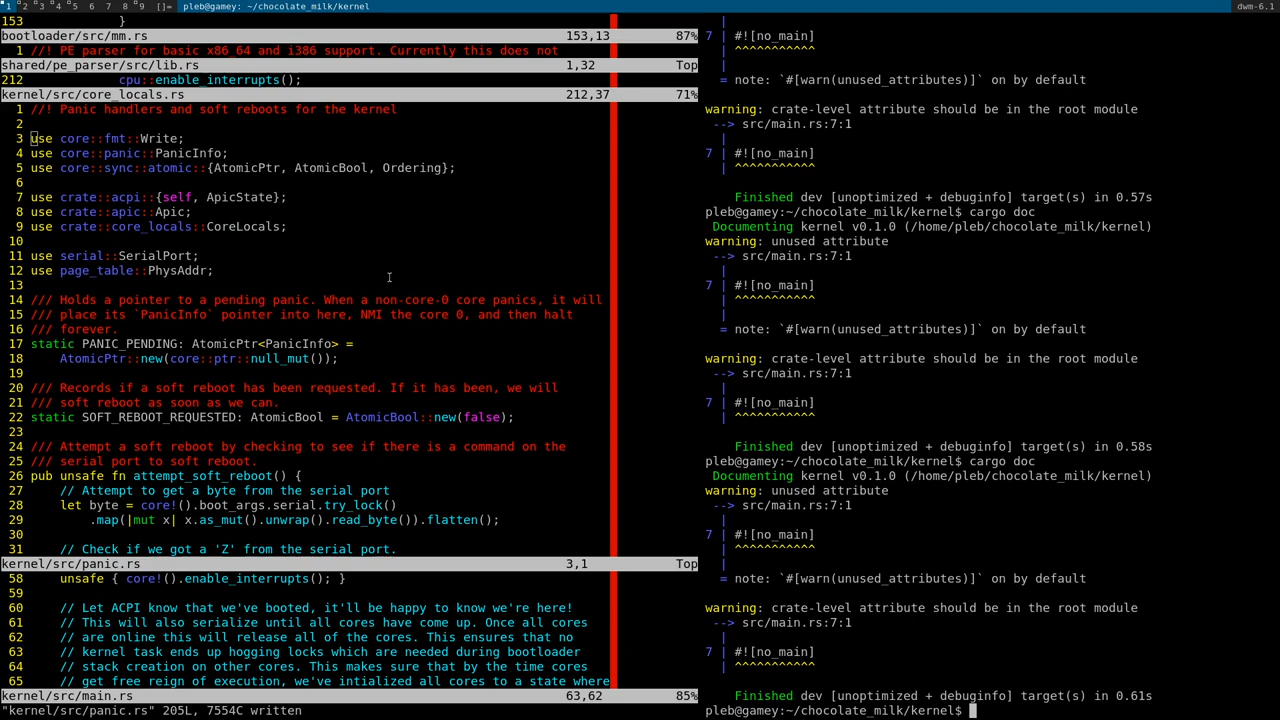 1 2 3 4 5 6 7 8 []= pleb@gamey: ~/chocolate_milk/kernel dwm-6.1
153 }
bootloader/src/mm.rs 153,13 87%
1 //! PE parser for basic x86_64 and i386 support. Currently this does not
shared/pe_parser/src/lib.rs 1,32 Top
212 cpu::enable_interrupts();
kernel/src/core_locals.rs 212,37 71%
1 //! Panic handlers and soft reboots for the kernel
2
3 use core::fmt::Write;
4 use core::panic::PanicInfo;
5 use core::sync::atomic::{AtomicPtr, AtomicBool, Ordering};
6
7 use crate::acpi::{self, ApicState};
8 use crate::apic::Apic;
9 use crate::core_locals::CoreLocals;
10
11 use serial::SerialPort;
12 use page_table::PhysAddr;
13
14 /// Holds a pointer to a pending panic. When a non-core-0 core panics, it will
15 /// place its `PanicInfo` pointer into here, NMI the core 0, and then halt
16 /// forever.
17 static PANIC_PENDING: AtomicPtr<PanicInfo> =
18 AtomicPtr::new(core::ptr::null_mut());
19
20 /// Records if a soft reboot has been requested. If it has been, we will
21 /// soft reboot as soon as we can.
22 static SOFT_REBOOT_REQUESTED: AtomicBool = AtomicBool::new(false);
23
24 /// Attempt a soft reboot by checking to see if there is a command on the
25 /// serial port to soft reboot.
26 pub unsafe fn attempt_soft_reboot() {
27 // Attempt to get a byte from the serial port
28 let byte = core!().boot_args.serial.try_lock()
29 .map(|mut x| x.as_mut().unwrap().read_byte()).flatten();
30
31 // Check if we got a 'Z' from the serial port.
kernel/src/panic.rs 3,1 Top
58 unsafe { core!().enable_interrupts(); }
59
60 // Let ACPI know that we've booted, it'll be happy to know we're here!
61 // This will also serialize until all cores have come up. Once all cores
62 // are online this will release all of the cores. This ensures that no
63 // kernel task ends up hogging locks which are needed during bootloader
64 // stack creation on other cores. This makes sure that by the time cores
65 // get free reign of execution, we've intialized all cores to a state where
kernel/src/main.rs 63,62 85%
"kernel/src/panic.rs" 205L, 7554C written
|
7 | #![no_main]
| ^^^^^^^^^^^
= note: `#[warn(unused_attributes)]` on by default
warning: crate-level attribute should be in the root module
--> src/main.rs:7:1
|
7 | #![no_main]
| ^^^^^^^^^^^
Finished dev [unoptimized + debuginfo] target(s) in 0.57s
pleb@gamey:~/chocolate_milk/kernel$ cargo doc
Documenting kernel v0.1.0 (/home/pleb/chocolate_milk/kernel)
warning: unused attribute
--> src/main.rs:7:1
|
7 | #![no_main]
| ^^^^^^^^^^^
|
= note: `#[warn(unused_attributes)]` on by default
warning: crate-level attribute should be in the root module
--> src/main.rs:7:1
|
7 | #![no_main]
| ^^^^^^^^^^^
Finished dev [unoptimized + debuginfo] target(s) in 0.58s
pleb@gamey:~/chocolate_milk/kernel$ cargo doc
Documenting kernel v0.1.0 (/home/pleb/chocolate_milk/kernel)
warning: unused attribute
--> src/main.rs:7:1
|
7 | #![no_main]
| ^^^^^^^^^^^
|
= note: `#[warn(unused_attributes)]` on by default
warning: crate-level attribute should be in the root module
--> src/main.rs:7:1
|
7 | #![no_main]
| ^^^^^^^^^^^
Finished dev [unoptimized + debuginfo] target(s) in 0.61s
pleb@gamey:~/chocolate_milk/kernel$